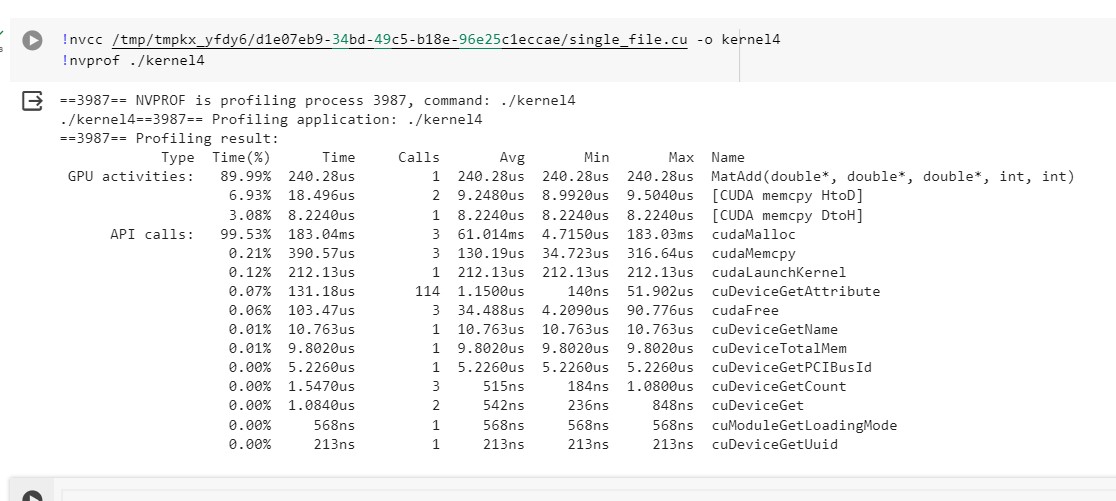 !nvcc /tmp/tmpkx_yfdy6/d1e07eb9-34bd-49c5-b18e-96e25c1eccae/single_file.cu -o kernel4
!nvprof ./kernel4
==3987== NVPROF is profiling process 3987, command: ./kernel4
./kernel4==3987== Profiling application: ./kernel4
==3987== Profiling result:
Type Time(%) Time Calls Avg Min Max Name
GPU activities: 89.99% 240.28us 1 240.28us 240.28us 240.28us MatAdd(double*, double*, double*, int, int)
6.93% 18.496us 2 9.2480us 8.9920us 9.5040us [CUDA memcpy HtoD]
3.08% 8.2240us 1 8.2240us 8.2240us 8.2240us [CUDA memcpy DtoH]
API calls: 99.53% 183.04ms 3 61.014ms 4.7150us 183.03ms cudaMalloc
0.21% 390.57us 3 130.19us 34.723us 316.64us cudaMemcpy
0.12% 212.13us 1 212.13us 212.13us 212.13us cudaLaunchKernel
0.07% 131.18us 114 1.1500us 140ns 51.902us cuDeviceGetAttribute
0.06% 103.47us 3 34.488us 4.2090us 90.776us cudaFree
0.01% 10.763us 1 10.763us 10.763us 10.763us cuDeviceGetName
0.01% 9.8020us 1 9.8020us 9.8020us 9.8020us cuDeviceTotalMem
0.00% 5.2260us 1 5.2260us 5.2260us 5.2260us cuDeviceGetPCIBusId
0.00% 1.5470us 3 515ns 184ns 1.0800us cuDeviceGetCount
0.00% 1.0840us 2 542ns 236ns 848ns cuDeviceGet
0.00% 568ns 1 568ns 568ns 568ns cuModuleGetLoadingMode
0.00% 213ns 1 213ns 213ns 213ns cuDeviceGetUuid